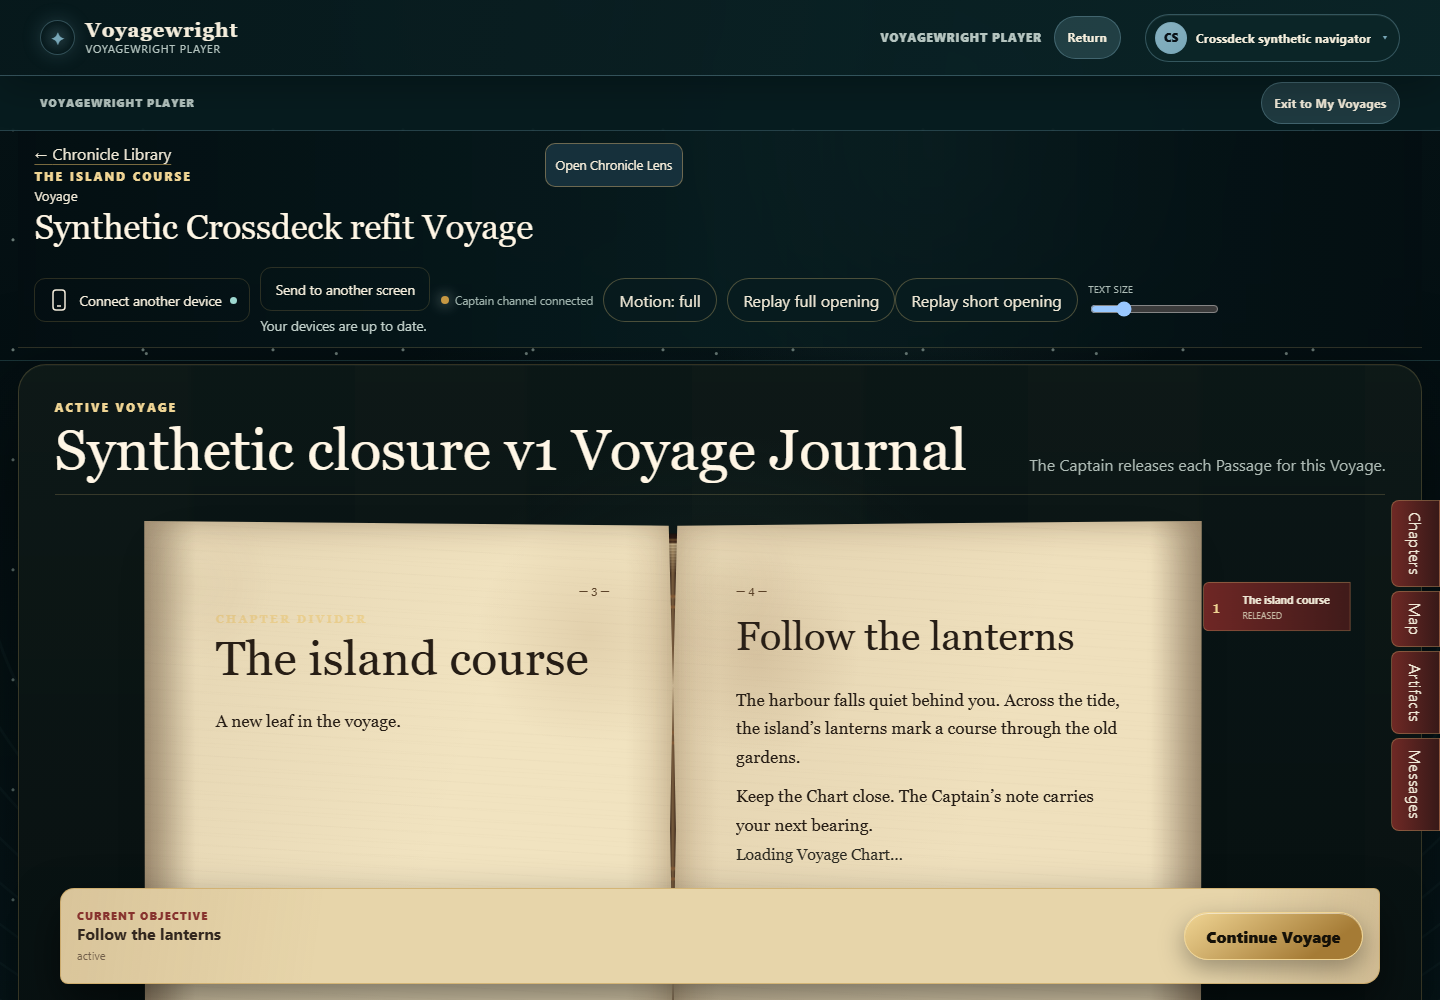 Voyagewright
VOYAGEWRIGHT PLAYER
VOYAGEWRIGHT PLAYER
Return
CS
Crossdeck synthetic navigator
VOYAGEWRIGHT PLAYER
Exit to My Voyages
← Chronicle Library
THE ISLAND COURSE
Voyage
Synthetic Crossdeck refit Voyage
Open Chronicle Lens
Connect another device
Send to another screen
Your devices are up to date.
Captain channel connected
Motion: full
Replay full opening
Replay short opening
TEXT SIZE
ACTIVE VOYAGE
Synthetic closure v1 Voyage Journal
The Captain releases each Passage for this Voyage.
— 3 —
CHAPTER DIVIDER
The island course
A new leaf in the voyage.
— 4 —
Follow the lanterns
The harbour falls quiet behind you. Across the tide,
the island’s lanterns mark a course through the old
gardens.
Keep the Chart close. The Captain’s note carries
your next bearing.
Loading Voyage Chart...
1
The island course
RELEASED
Chapters
Map
Artifacts
Messages
CURRENT OBJECTIVE
Follow the lanterns
active
Continue Voyage